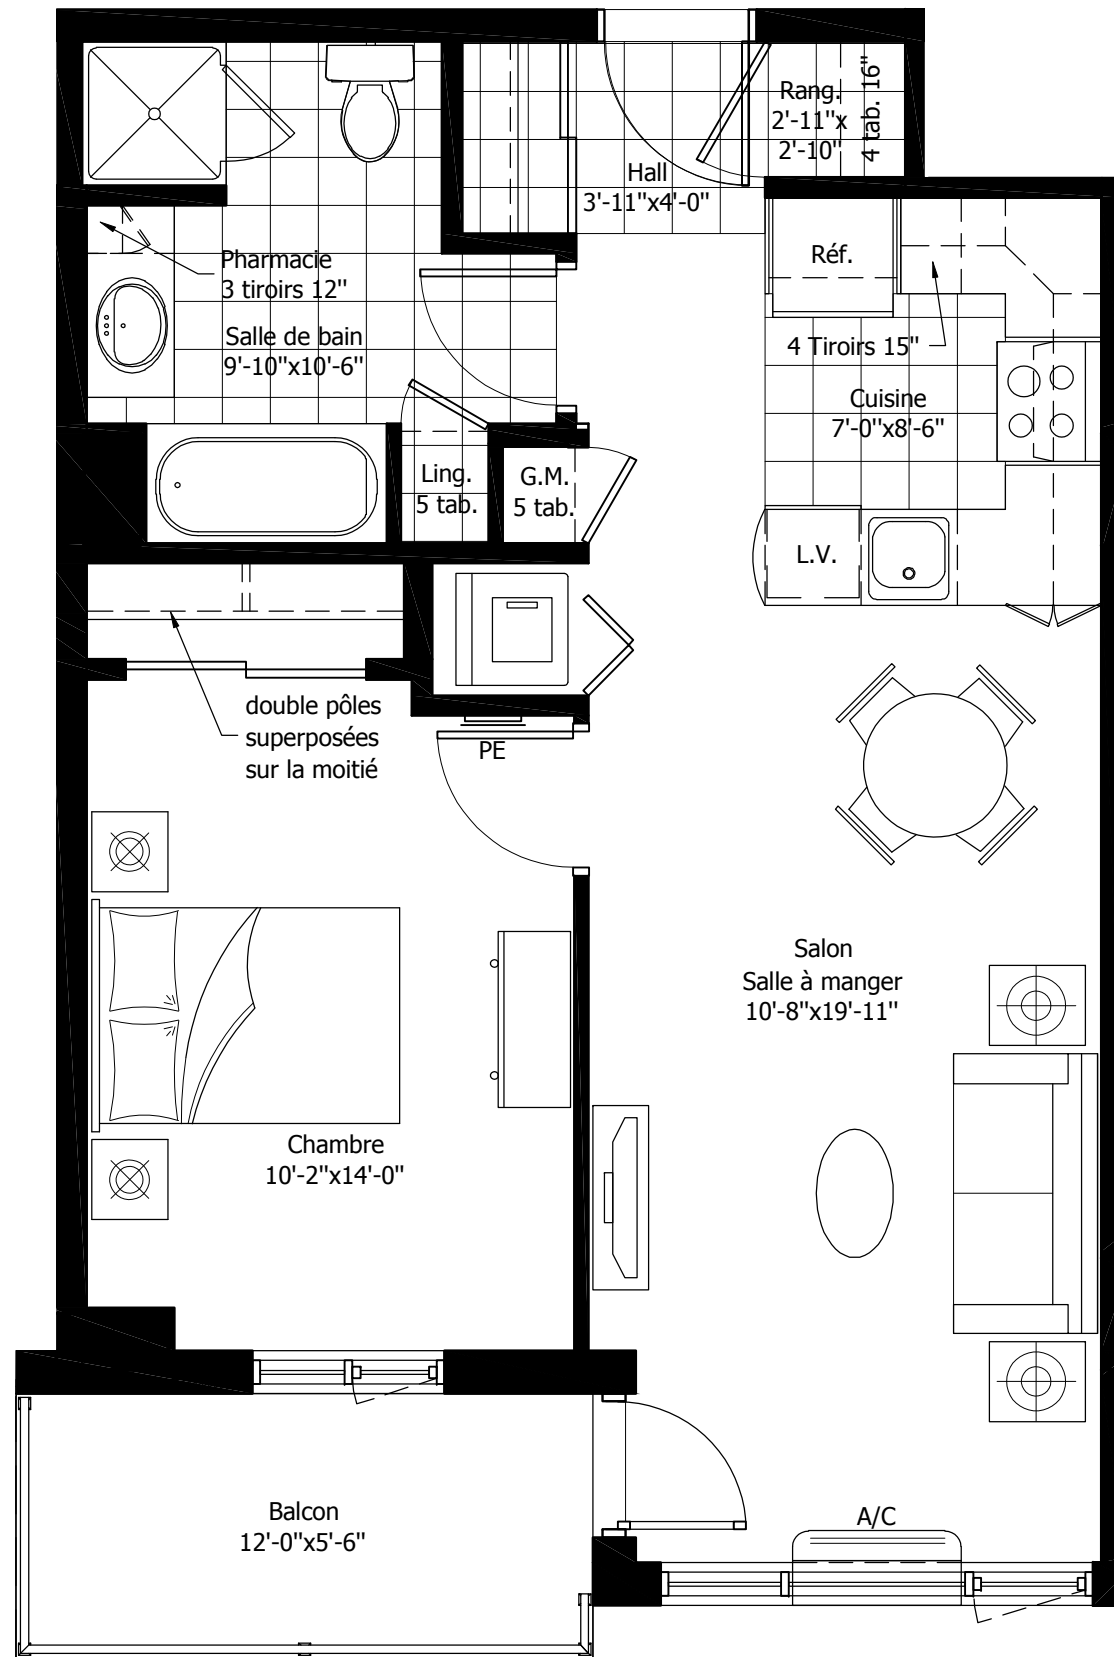 Rang.
2'-11"x
2'-10"
4 tab. 16"
Hall
3'-11"x4'-0"
Pharmacie
3 tiroirs 12"
Salle de bain
9'-10"x10'-6"
Réf.
4 Tiroirs 15"
Cuisine
7'-0"x8'-6"
Ling.
5 tab.
G.M.
5 tab.
L.V.
double pôles
superposées
sur la moitié
PE
Salon
Salle à manger
10'-8"x19'-11"
Chambre
10'-2"x14'-0"
Balcon
12'-0"x5'-6"
A/C